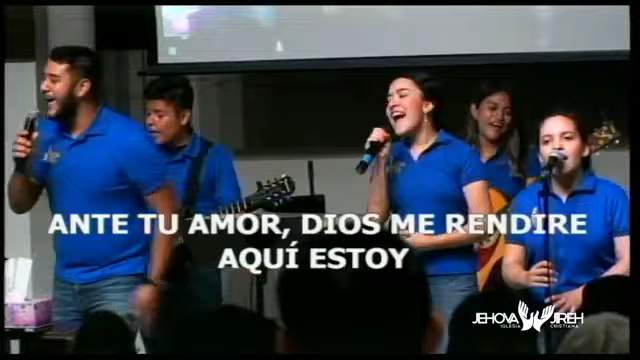 ANTE TU AMOR, DIOS ME RENDIRE
AQUÍ ESTOY
JEHOVA JIREH
IGLESIA CRISTIANA